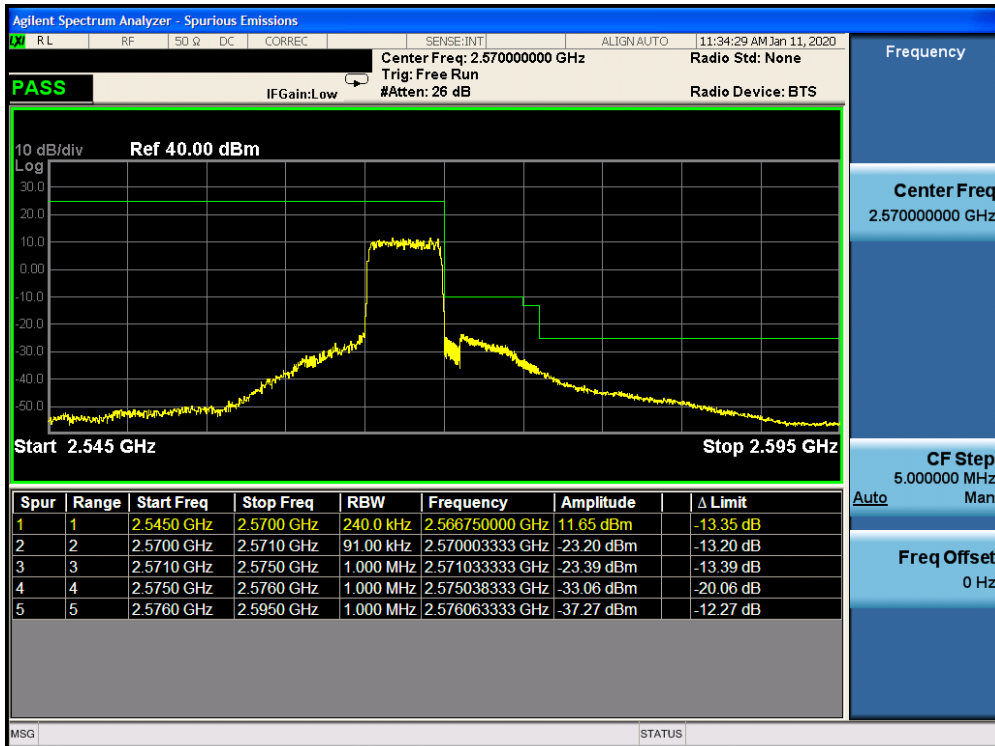 Agilent Spectrum Analyzer - Spurious Emissions
LXI RL RF 50 Ω DC CORREC SENSE:INT ALIGN AUTO 11:34:29 AM Jan 11, 2020
Center Freq: 2.570000000 GHz Radio Std: None
Trig: Free Run
PASS IFGain:Low #Atten: 26 dB Radio Device: BTS
10 dB/div Ref 40.00 dBm
Log
30.0
20.0
10.0
0.00
-10.0
-20.0
-30.0
-40.0
-50.0
Start 2.545 GHz Stop 2.595 GHz
Spur Range Start Freq Stop Freq RBW Frequency Amplitude Δ Limit
1 1 2.5450 GHz 2.5700 GHz 240.0 kHz 2.566750000 GHz 11.65 dBm -13.35 dB
2 2 2.5700 GHz 2.5710 GHz 91.00 kHz 2.570003333 GHz -23.20 dBm -13.20 dB
3 3 2.5710 GHz 2.5750 GHz 1.000 MHz 2.571033333 GHz -23.39 dBm -13.39 dB
4 4 2.5750 GHz 2.5760 GHz 1.000 MHz 2.575038333 GHz -33.06 dBm -20.06 dB
5 5 2.5760 GHz 2.5950 GHz 1.000 MHz 2.576063333 GHz -37.27 dBm -12.27 dB
MSG STATUS
Frequency
Center Freq
2.570000000 GHz
CF Step
5.000000 MHz
Auto Man
Freq Offset
0 Hz